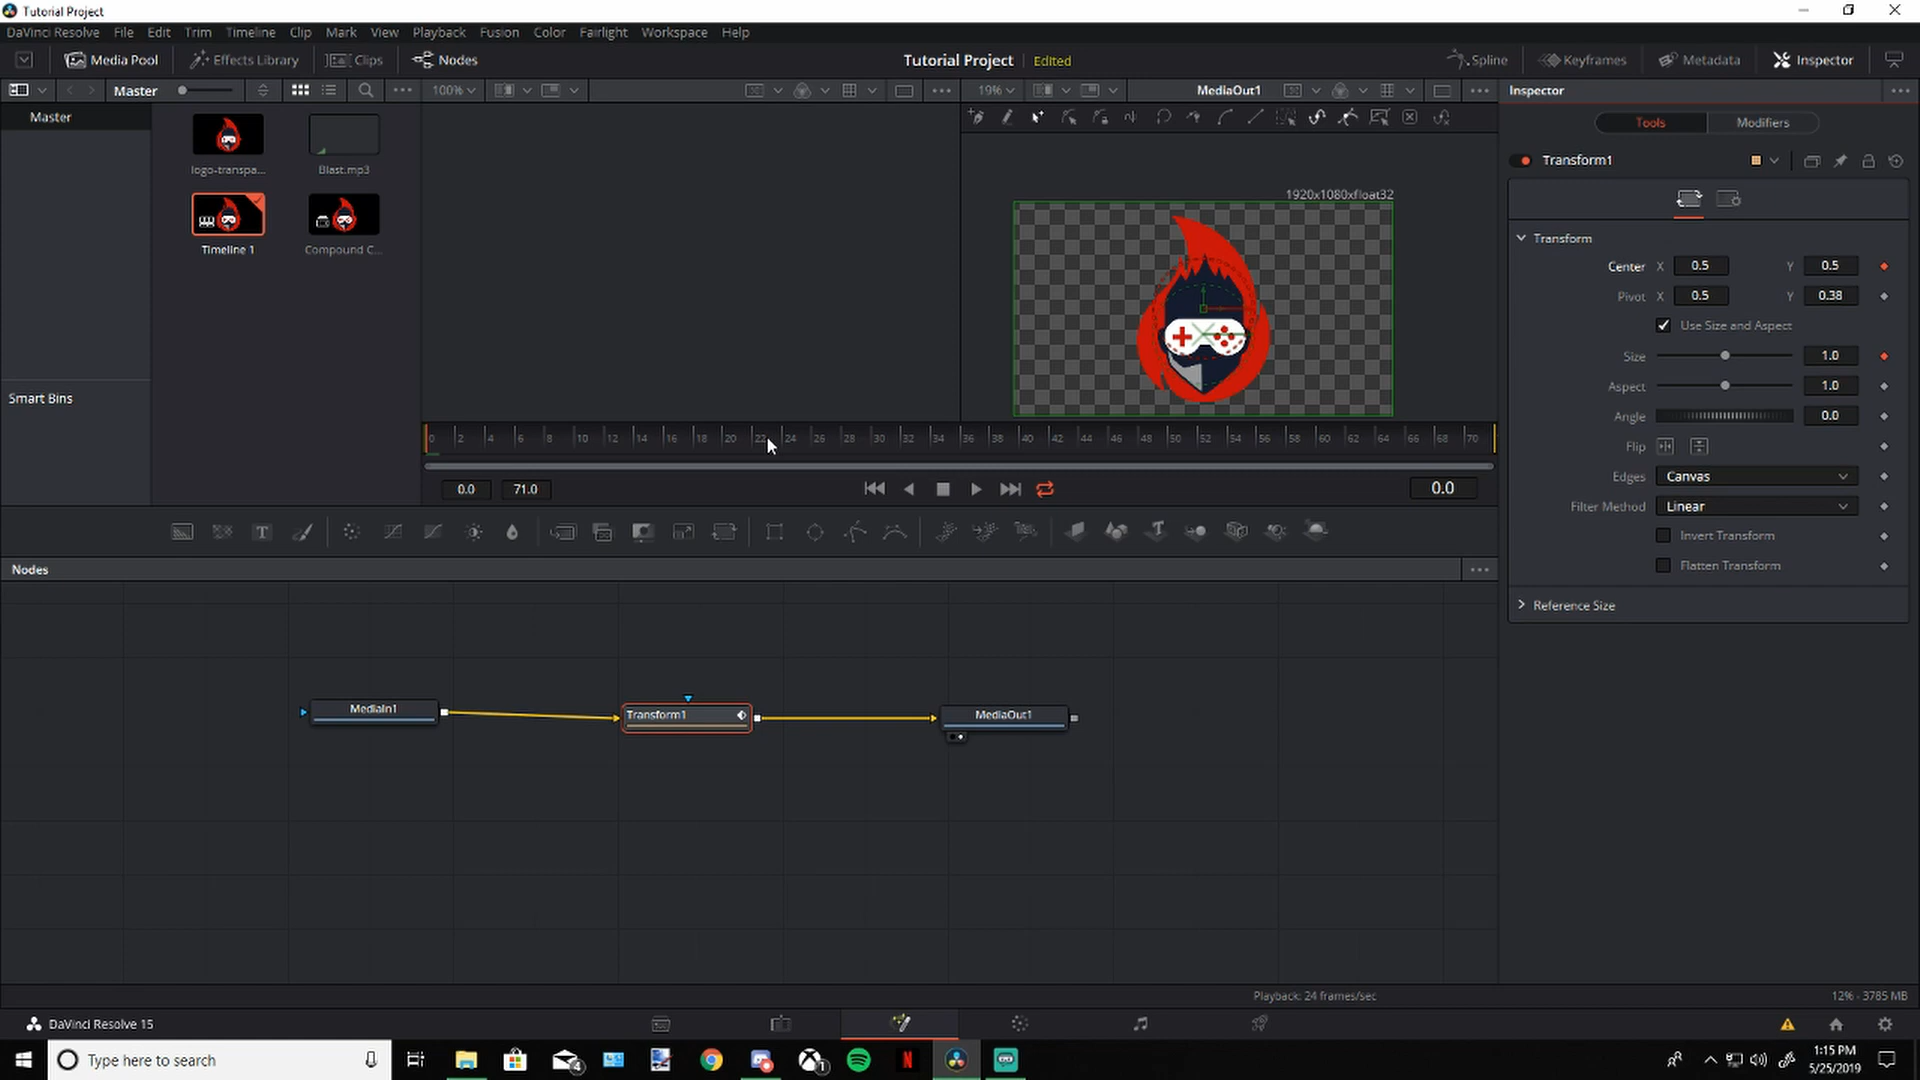 Tutorial Project
DaVinci Resolve File Edit Trim Timeline Clip Mark View Playback Fusion Color Fairlight Workspace Help
Media Pool Effects Library Clips Nodes Tutorial Project Edited Spline Keyframes Metadata Inspector
Master 100% 19% MediaOut1 Inspector
Master
Tools Modifiers
logo-transpa... Blast.mp3
Transform1
1920x1080xfloat32
Timeline 1 Compound C...
Transform
Center X 0.5 Y 0.5
Pivot X 0.5 Y 0.38
Use Size and Aspect
Size 1.0
Aspect 1.0
Smart Bins
Angle 0.0
0 2 4 6 8 10 12 14 16 18 20 22 24 26 28 30 32 34 36 38 40 42 44 46 48 50 52 54 56 58 60 62 64 66 68 70
Flip
Edges Canvas
0.0 71.0 0.0
Filter Method Linear
Invert Transform
Flatten Transform
Nodes
Reference Size
MediaIn1 Transform1 MediaOut1
Playback: 24 frames/sec 12% - 3785 MB
DaVinci Resolve 15
Type here to search
4
1
1:15 PM
5/25/2019